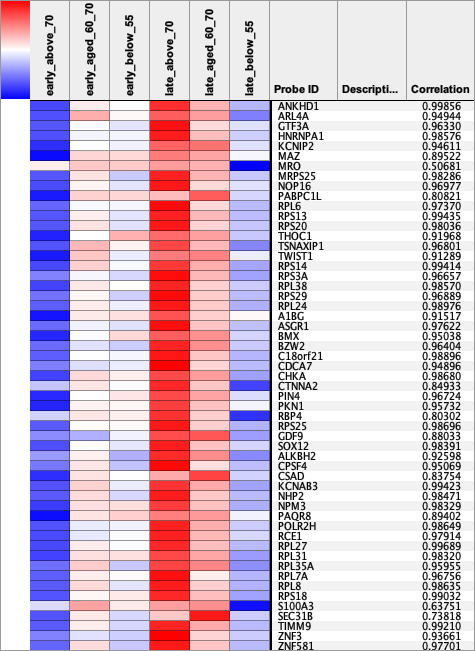 early_above_70
early_aged_60_70
early_below_55
late_above_70
late_aged_60_70
late_below_55
Probe ID Descripti... Correlation
ANKHD1 0.99856
ARL4A 0.94944
GTF3A 0.96330
HNRNPA1 0.98576
KCNIP2 0.94611
MAZ 0.89522
MRO 0.50681
MRPS25 0.98286
NOP16 0.96977
PABPC1L 0.80821
RPL6 0.97370
RPS13 0.99435
RPS20 0.98036
THOC1 0.91968
TSNAXIP1 0.96801
TWIST1 0.91289
RPS14 0.99414
RPS3A 0.96657
RPL38 0.98570
RPS29 0.96889
RPL24 0.98976
A1BG 0.91517
ASGR1 0.97622
BMX 0.95038
BZW2 0.96404
C18orf21 0.98896
CDCA7 0.94896
CHKA 0.98680
CTNNA2 0.84933
PIN4 0.96724
PKN1 0.95732
RBP4 0.80302
RPS25 0.98696
GDF9 0.88033
SOX12 0.98391
ALKBH2 0.92598
CPSF4 0.95069
CSAD 0.83754
KCNAB3 0.99423
NHP2 0.98471
NPM3 0.98329
PAQR8 0.89402
POLR2H 0.98649
RCE1 0.97914
RPL27 0.99689
RPL31 0.98320
RPL35A 0.95955
RPL7A 0.96756
RPL8 0.98635
RPS18 0.99032
S100A3 0.63751
SEC31B 0.73818
TIMM9 0.99210
ZNF3 0.93661
ZNF581 0.97701